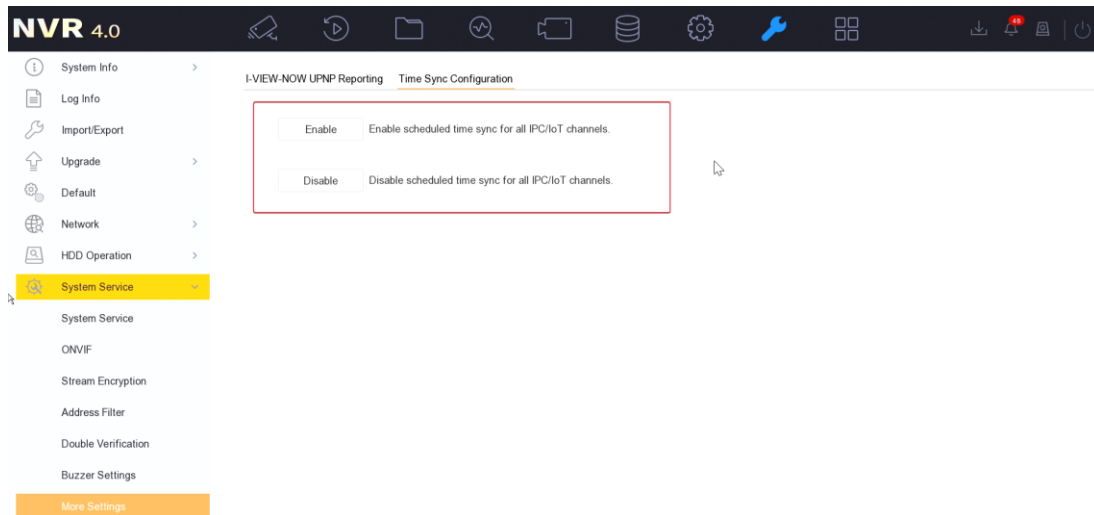 NVR 4.0
48
System Info
Log Info
Import/Export
Upgrade
Default
Network
HDD Operation
System Service
System Service
ONVIF
Stream Encryption
Address Filter
Double Verification
Buzzer Settings
More Settings
I-VIEW-NOW UPNP Reporting Time Sync Configuration
Enable Enable scheduled time sync for all IPC/IoT channels.
Disable Disable scheduled time sync for all IPC/IoT channels.